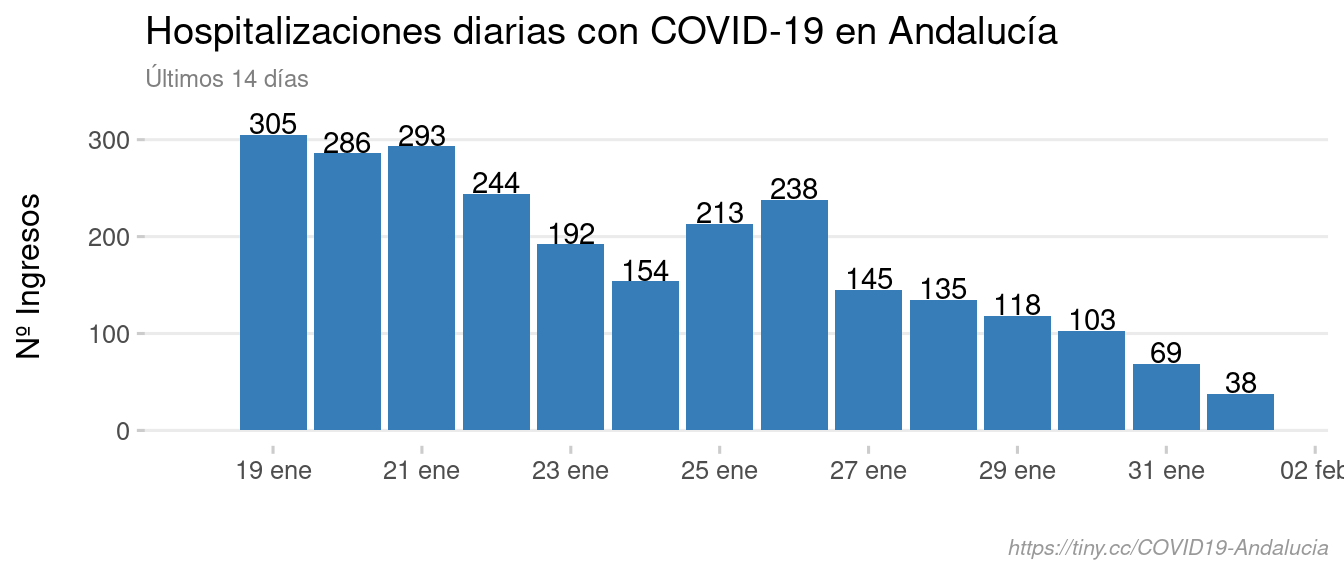 Hospitalizaciones diarias con COVID-19 en Andalucía
Últimos 14 días
Nº Ingresos
300
200
100
0
305
286
293
244
192
154
213
238
145
135
118
103
69
38
19 ene
21 ene
23 ene
25 ene
27 ene
29 ene
31 ene
02 feb
https://tiny.cc/COVID19-Andalucia